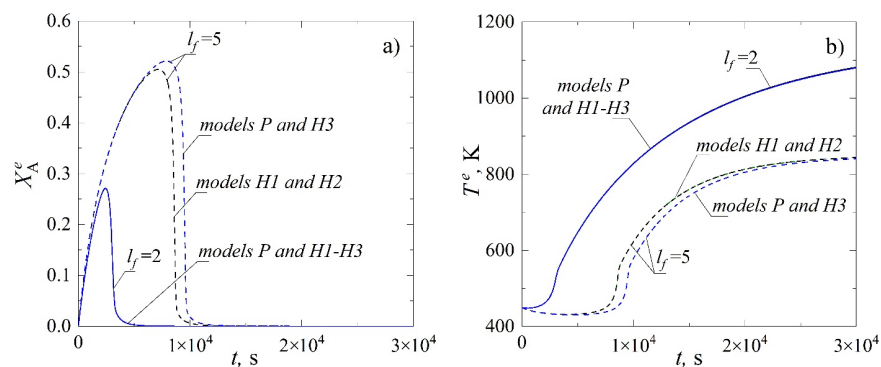 a)
0.6
0.5
0.4
0.3
0.2
0.1
0.0
X_A^e
l_f=5
models P and H3
models H1 and H2
models P and H1-H3
l_f=2
0
1×10^4
2×10^4
3×10^4
t, s
b)
1200
1000
800
600
400
T^e, K
l_f=2
models P
and H1-H3
models H1 and H2
models P and H3
l_f=5
0
1×10^4
2×10^4
3×10^4
t, s